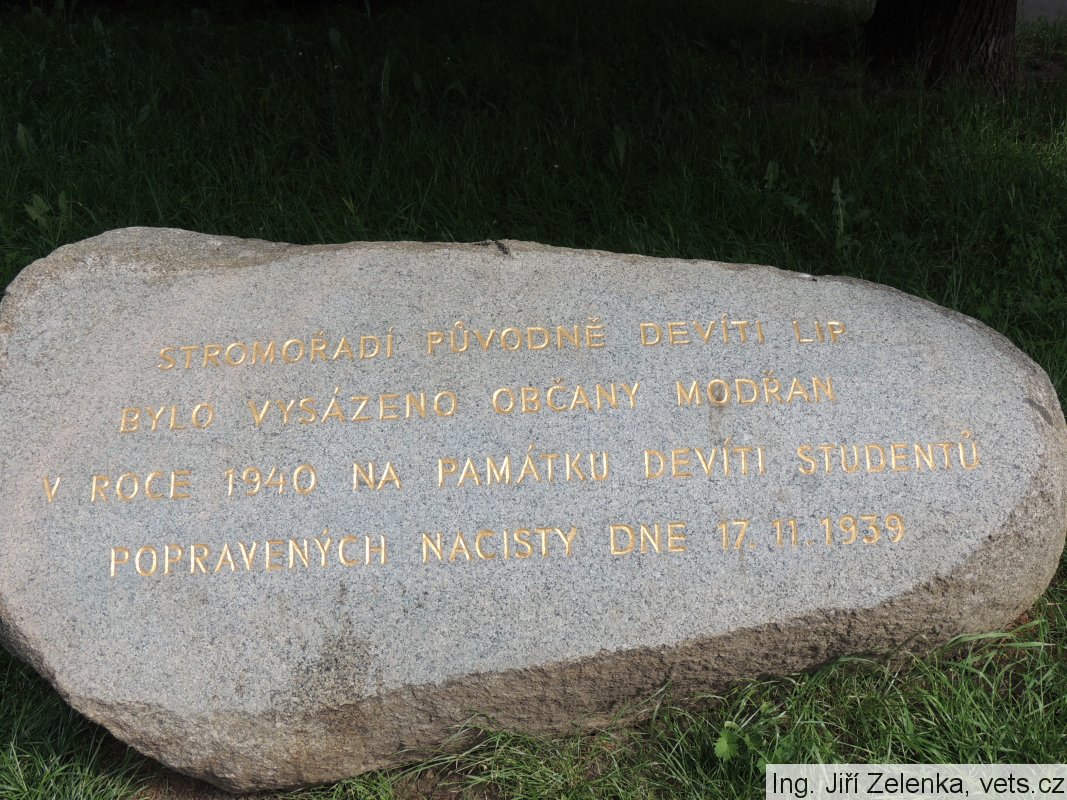 STROMOŘADÍ PŮVODNĚ DEVÍTI LIP
BYLO VYSÁZENO OBČANY MODŘAN
V ROCE 1940 NA PAMÁTKU DEVÍTI STUDENTŮ
POPRAVENÝCH NACISTY DNE 17.11.1939
Ing. Jiří Zelenka, vets.cz